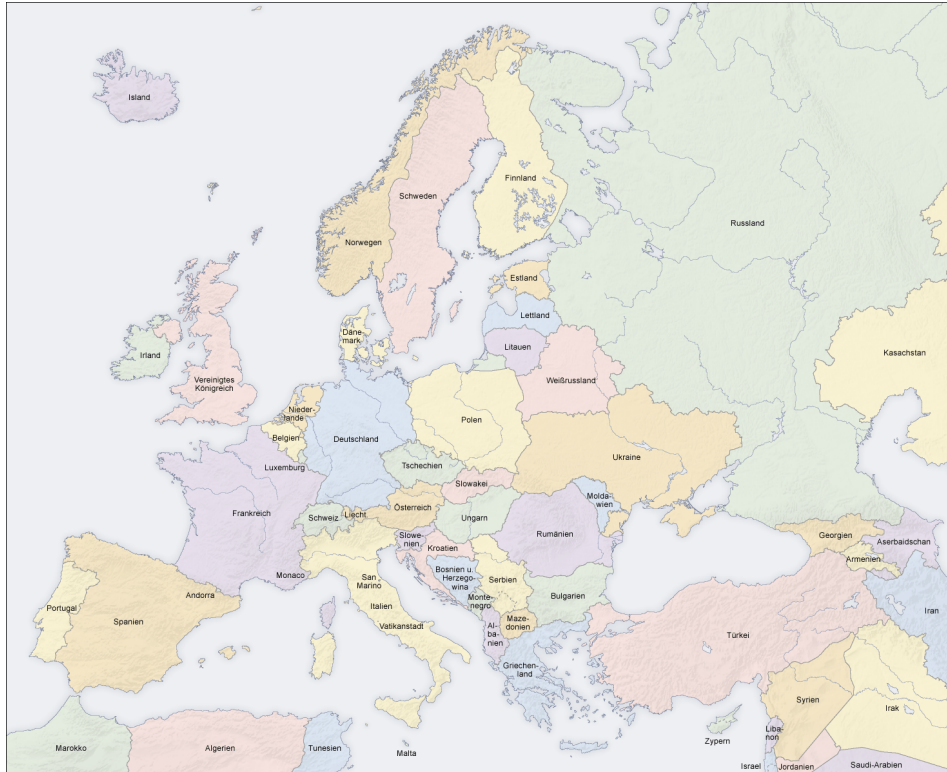 Island
Finnland
Schweden
Russland
Norwegen
Estland
Lettland
Däne
mark
Litauen
Irland
Kasachstan
Vereinigtes
Königreich
Weißrussland
Nieder-
lande
Polen
Belgien
Deutschland
Ukraine
Luxemburg
Tschechien
Slowakei
Molda-
wien
Österreich
Frankreich
Schweiz
Liecht.
Ungarn
Rumänien
Slowe-
nien
Kroatien
Georgien
Aserbaidschan
Armenien
Bosnien u.
Herzego-
wina
Monaco
San
Marino
Serbien
Andorra
Monte-
negro
Bulgarien
Portugal
Spanien
Italien
Iran
Vatikanstadt
Maze-
donien
Al-
ba-
nien
Türkei
Griechen-
land
Syrien
Irak
Liba-
non
Zypern
Marokko
Algerien
Tunesien
Malta
Israel
Jordanien
Saudi-Arabien